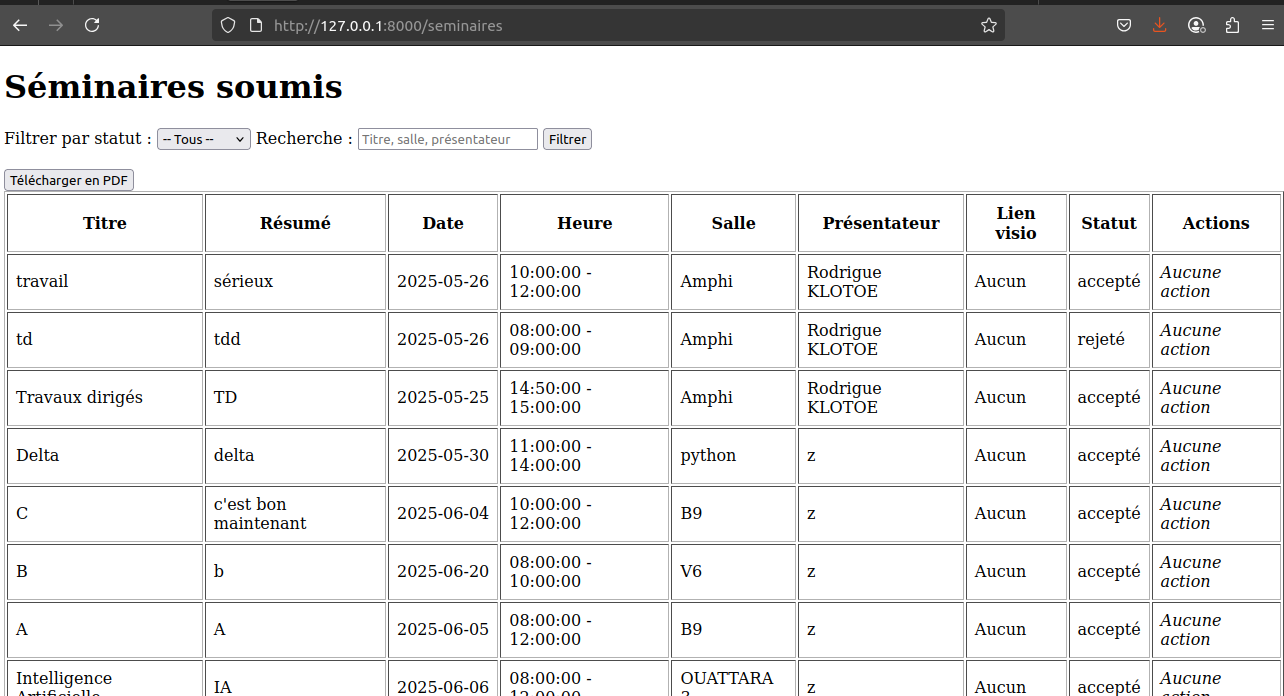 http://127.0.0.1:8000/seminaires
Séminaires soumis
Filtrer par statut : -- Tous -- Recherche : Titre, salle, présentateur Filtrer
Télécharger en PDF
Titre Résumé Date Heure Salle Présentateur Lien visio Statut Actions
travail sérieux 2025-05-26 10:00:00 - 12:00:00 Amphi Rodrigue KLOTOE Aucun accepté Aucune action
td tdd 2025-05-26 08:00:00 - 09:00:00 Amphi Rodrigue KLOTOE Aucun rejeté Aucune action
Travaux dirigés TD 2025-05-25 14:50:00 - 15:00:00 Amphi Rodrigue KLOTOE Aucun accepté Aucune action
Delta delta 2025-05-30 11:00:00 - 14:00:00 python z Aucun accepté Aucune action
C c'est bon maintenant 2025-06-04 10:00:00 - 12:00:00 B9 z Aucun accepté Aucune action
B b 2025-06-20 08:00:00 - 10:00:00 V6 z Aucun accepté Aucune action
A A 2025-06-05 08:00:00 - 12:00:00 B9 z Aucun accepté Aucune action
Intelligence IA 2025-06-06 08:00:00 - OUATTARA z Aucun accepté Aucune